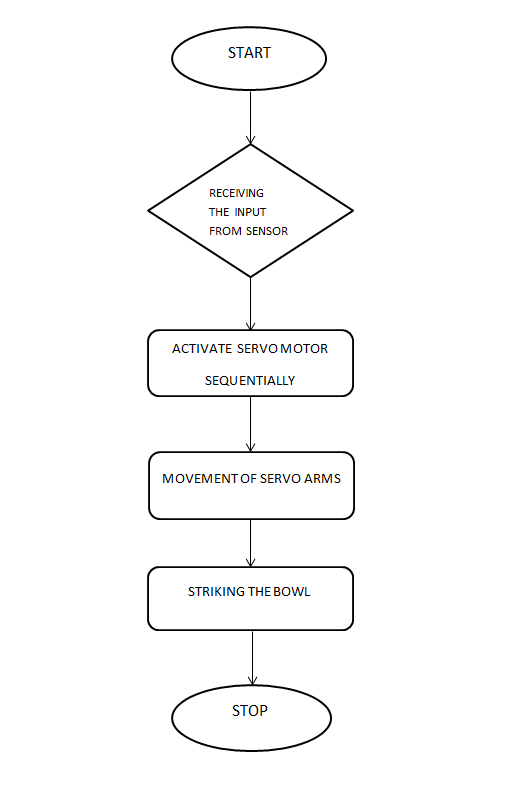 START
RECEIVING
THE INPUT
FROM SENSOR
ACTIVATE SERVO MOTOR
SEQUENTIALLY
MOVEMENT OF SERVO ARMS
STRIKING THE BOWL
STOP